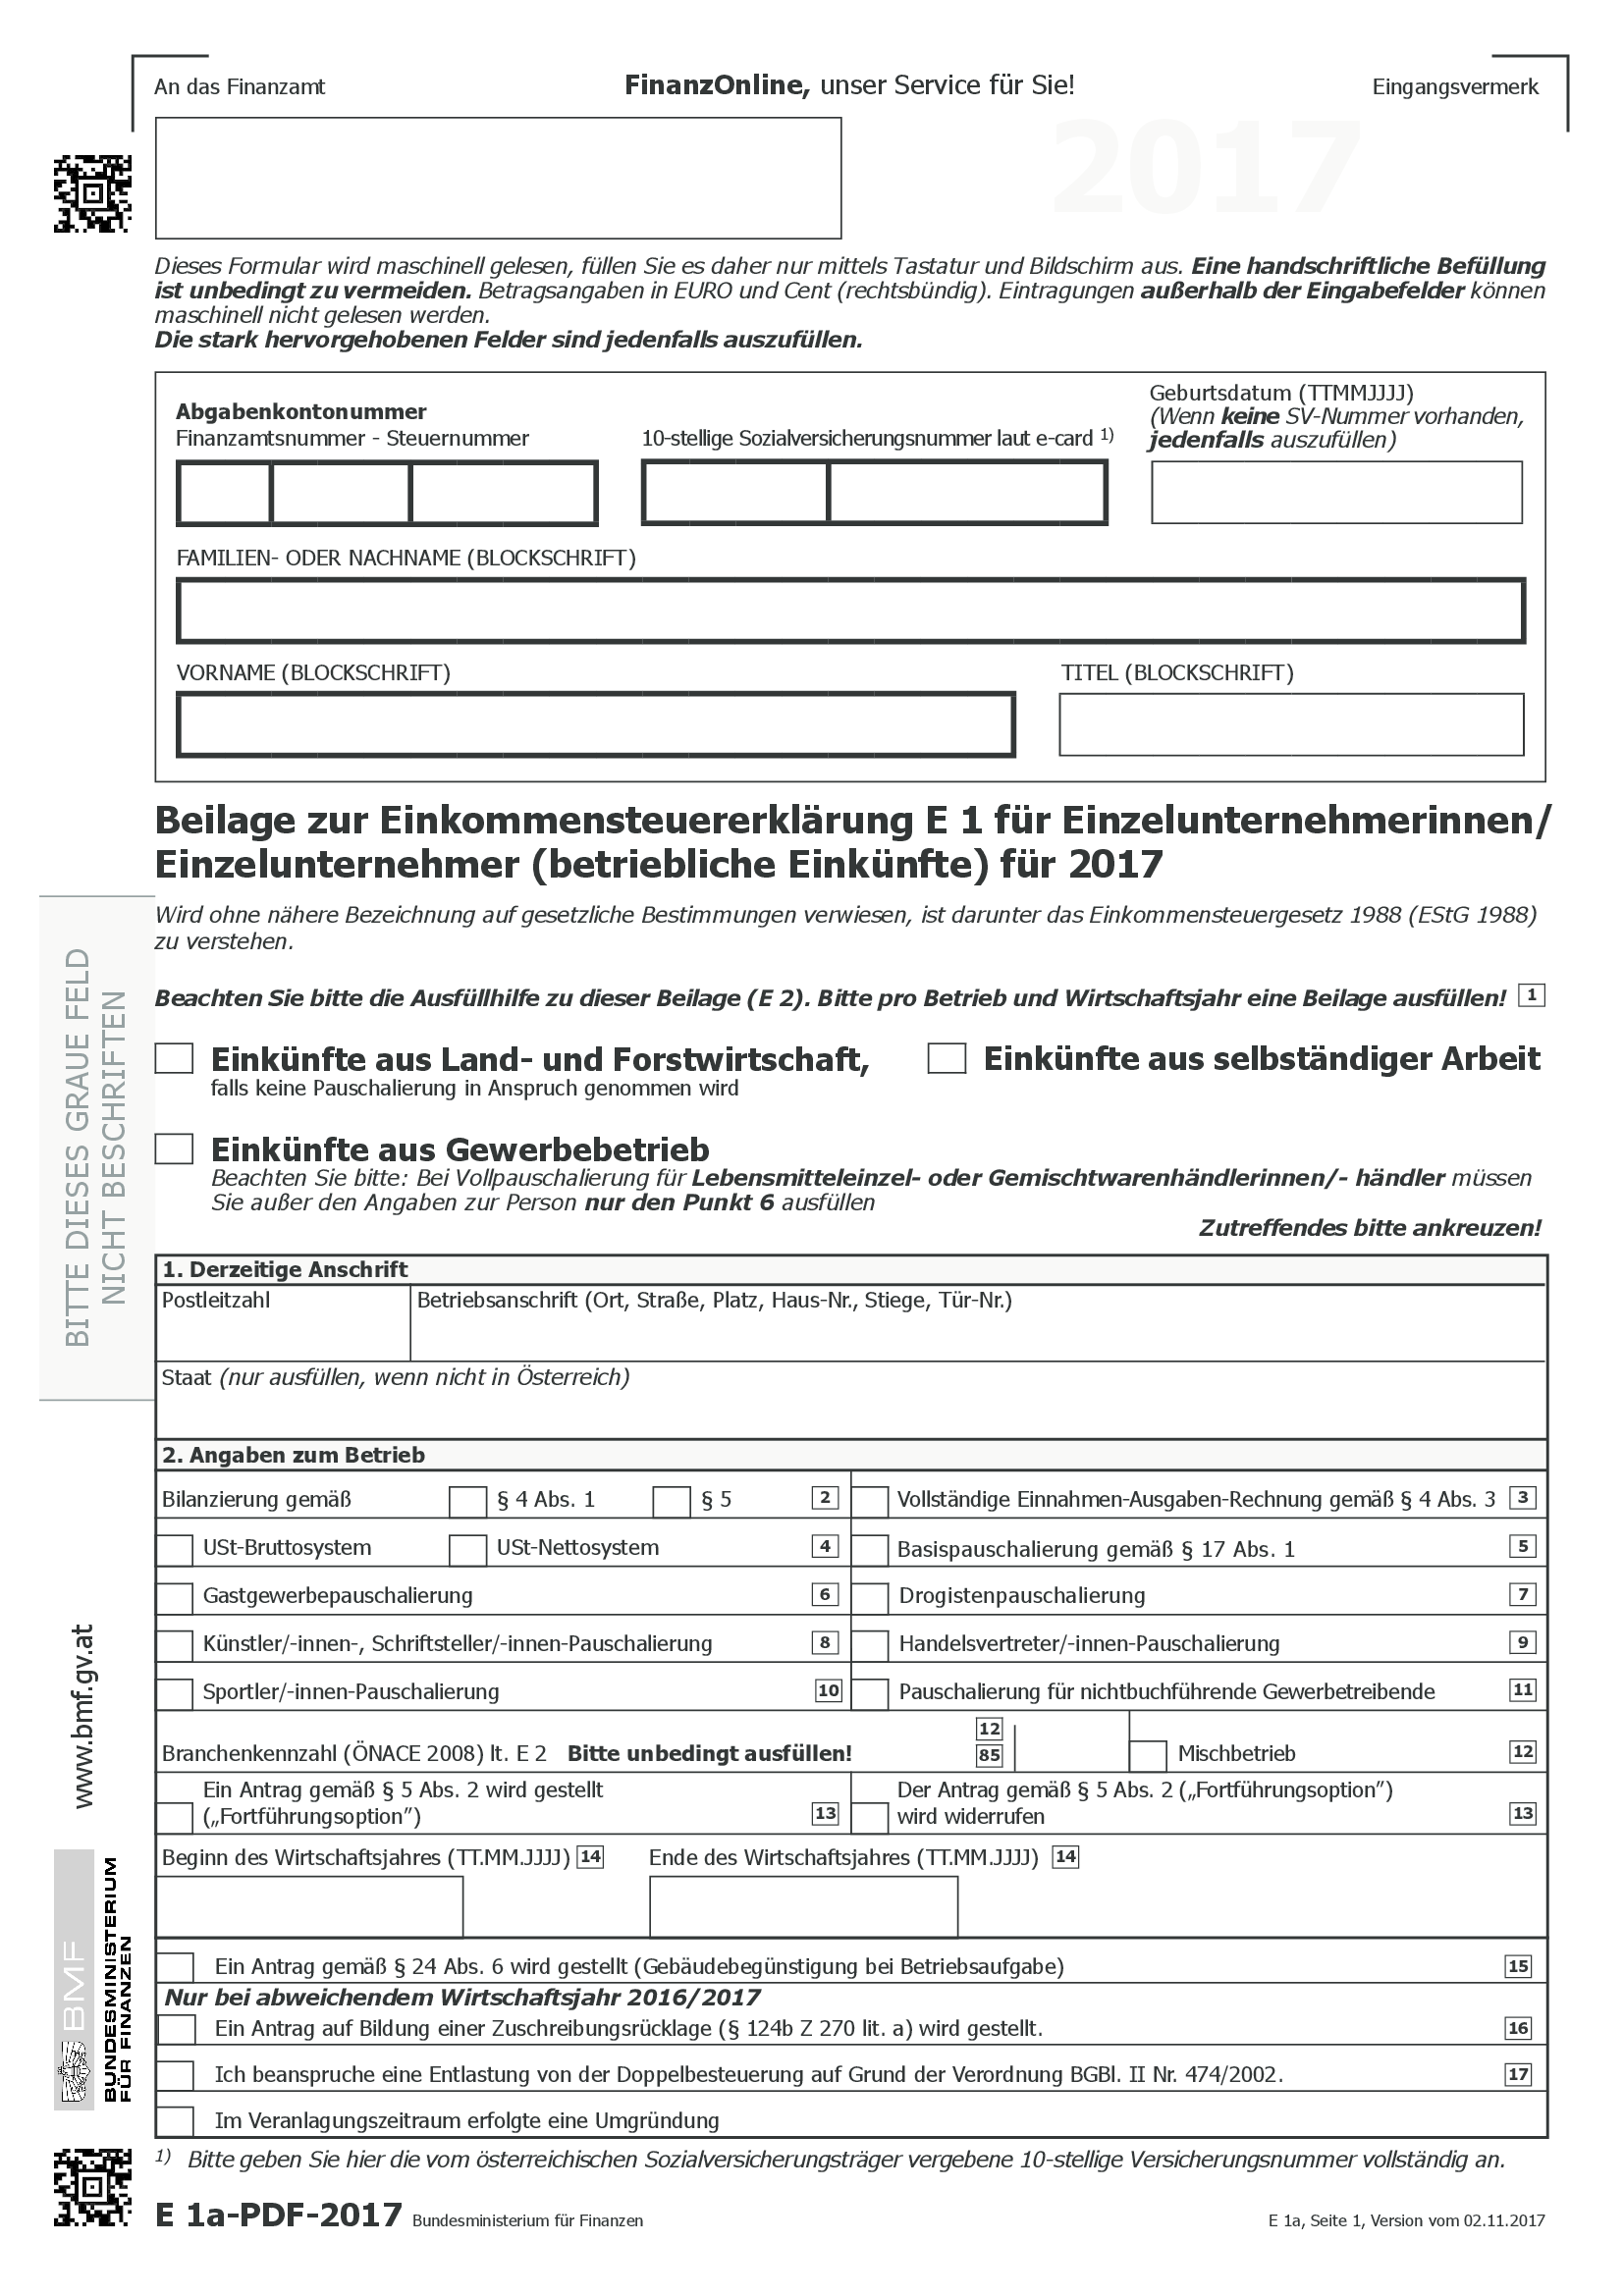 An das Finanzamt
FinanzOnline, unser Service für Sie!
Eingangsvermerk
2017
Dieses Formular wird maschinell gelesen, füllen Sie es daher nur mittels Tastatur und Bildschirm aus. Eine handschriftliche Befüllung
ist unbedingt zu vermeiden. Betragsangaben in EURO und Cent (rechtsbündig). Eintragungen außerhalb der Eingabefelder können
maschinell nicht gelesen werden.
Die stark hervorgehobenen Felder sind jedenfalls auszufüllen.
Abgabenkontonummer
Finanzamtsnummer - Steuernummer
10-stellige Sozialversicherungsnummer laut e-card 1)
Geburtsdatum (TTMMJJJJ)
(Wenn keine SV-Nummer vorhanden,
jedenfalls auszufüllen)
FAMILIEN- ODER NACHNAME (BLOCKSCHRIFT)
VORNAME (BLOCKSCHRIFT)
TITEL (BLOCKSCHRIFT)
Beilage zur Einkommensteuererklärung E 1 für Einzelunternehmerinnen/
Einzelunternehmer (betriebliche Einkünfte) für 2017
Wird ohne nähere Bezeichnung auf gesetzliche Bestimmungen verwiesen, ist darunter das Einkommensteuergesetz 1988 (EStG 1988)
zu verstehen.
Beachten Sie bitte die Ausfüllhilfe zu dieser Beilage (E 2). Bitte pro Betrieb und Wirtschaftsjahr eine Beilage ausfüllen! 1
Einkünfte aus Land- und Forstwirtschaft,
falls keine Pauschalierung in Anspruch genommen wird
Einkünfte aus selbständiger Arbeit
Einkünfte aus Gewerbebetrieb
Beachten Sie bitte: Bei Vollpauschalierung für Lebensmitteleinzel- oder Gemischtwarenhändlerinnen/- händler müssen
Sie außer den Angaben zur Person nur den Punkt 6 ausfüllen
Zutreffendes bitte ankreuzen!
1. Derzeitige Anschrift
Postleitzahl
Betriebsanschrift (Ort, Straße, Platz, Haus-Nr., Stiege, Tür-Nr.)
Staat (nur ausfüllen, wenn nicht in Österreich)
2. Angaben zum Betrieb
Bilanzierung gemäß § 4 Abs. 1 § 5 2
Vollständige Einnahmen-Ausgaben-Rechnung gemäß § 4 Abs. 3 3
USt-Bruttosystem USt-Nettosystem 4
Basispauschalierung gemäß § 17 Abs. 1 5
Gastgewerbepauschalierung 6
Drogistenpauschalierung 7
Künstler/-innen-, Schriftsteller/-innen-Pauschalierung 8
Handelsvertreter/-innen-Pauschalierung 9
Sportler/-innen-Pauschalierung 10
Pauschalierung für nichtbuchführende Gewerbetreibende 11
12
Branchenkennzahl (ÖNACE 2008) lt. E 2 Bitte unbedingt ausfüllen! 85
Mischbetrieb 12
Ein Antrag gemäß § 5 Abs. 2 wird gestellt
(„Fortführungsoption”) 13
Der Antrag gemäß § 5 Abs. 2 („Fortführungsoption”)
wird widerrufen 13
Beginn des Wirtschaftsjahres (TT.MM.JJJJ) 14
Ende des Wirtschaftsjahres (TT.MM.JJJJ) 14
Ein Antrag gemäß § 24 Abs. 6 wird gestellt (Gebäudebegünstigung bei Betriebsaufgabe) 15
Nur bei abweichendem Wirtschaftsjahr 2016/2017
Ein Antrag auf Bildung einer Zuschreibungsrücklage (§ 124b Z 270 lit. a) wird gestellt. 16
Ich beanspruche eine Entlastung von der Doppelbesteuerung auf Grund der Verordnung BGBl. II Nr. 474/2002. 17
Im Veranlagungszeitraum erfolgte eine Umgründung
1) Bitte geben Sie hier die vom österreichischen Sozialversicherungsträger vergebene 10-stellige Versicherungsnummer vollständig an.
E 1a-PDF-2017 Bundesministerium für Finanzen
E 1a, Seite 1, Version vom 02.11.2017
BITTE DIESES GRAUE FELD
NICHT BESCHRIFTEN
www.bmf.gv.at
BMF
BUNDESMINISTERIUM
FÜR FINANZEN